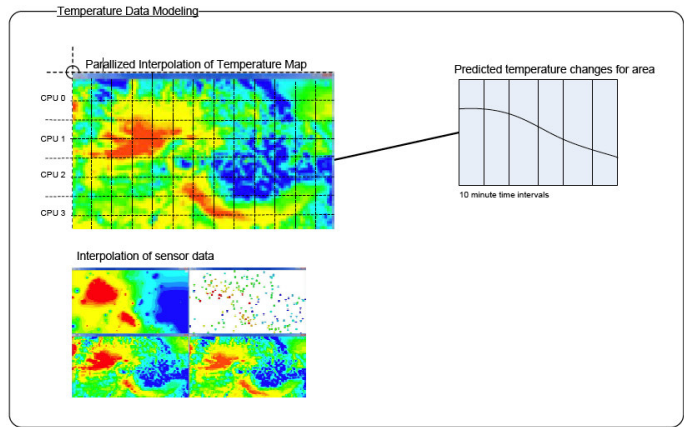 Temperature Data Modeling
Parallized Interpolation of Temperature Map
Predicted temperature changes for area
CPU 0
CPU 1
CPU 2
CPU 3
10 minute time intervals
Interpolation of sensor data